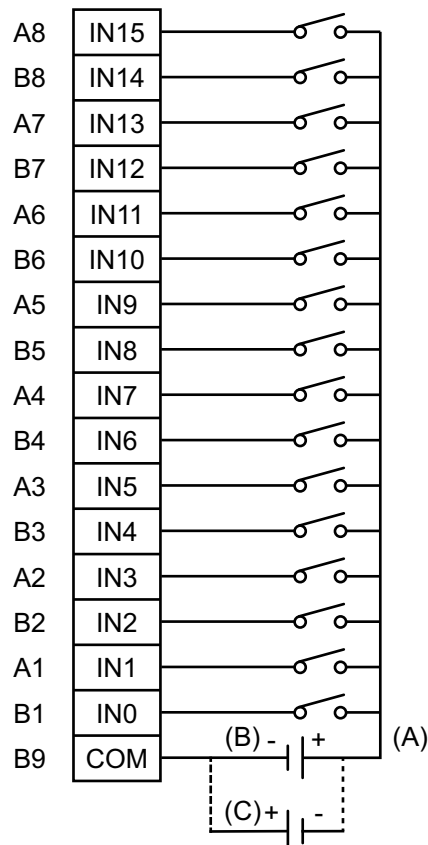 A8 IN15
B8 IN14
A7 IN13
B7 IN12
A6 IN11
B6 IN10
A5 IN9
B5 IN8
A4 IN7
B4 IN6
A3 IN5
B3 IN4
A2 IN3
B2 IN2
A1 IN1
B1 IN0
B9 COM (B) - + (A)
(C) + -